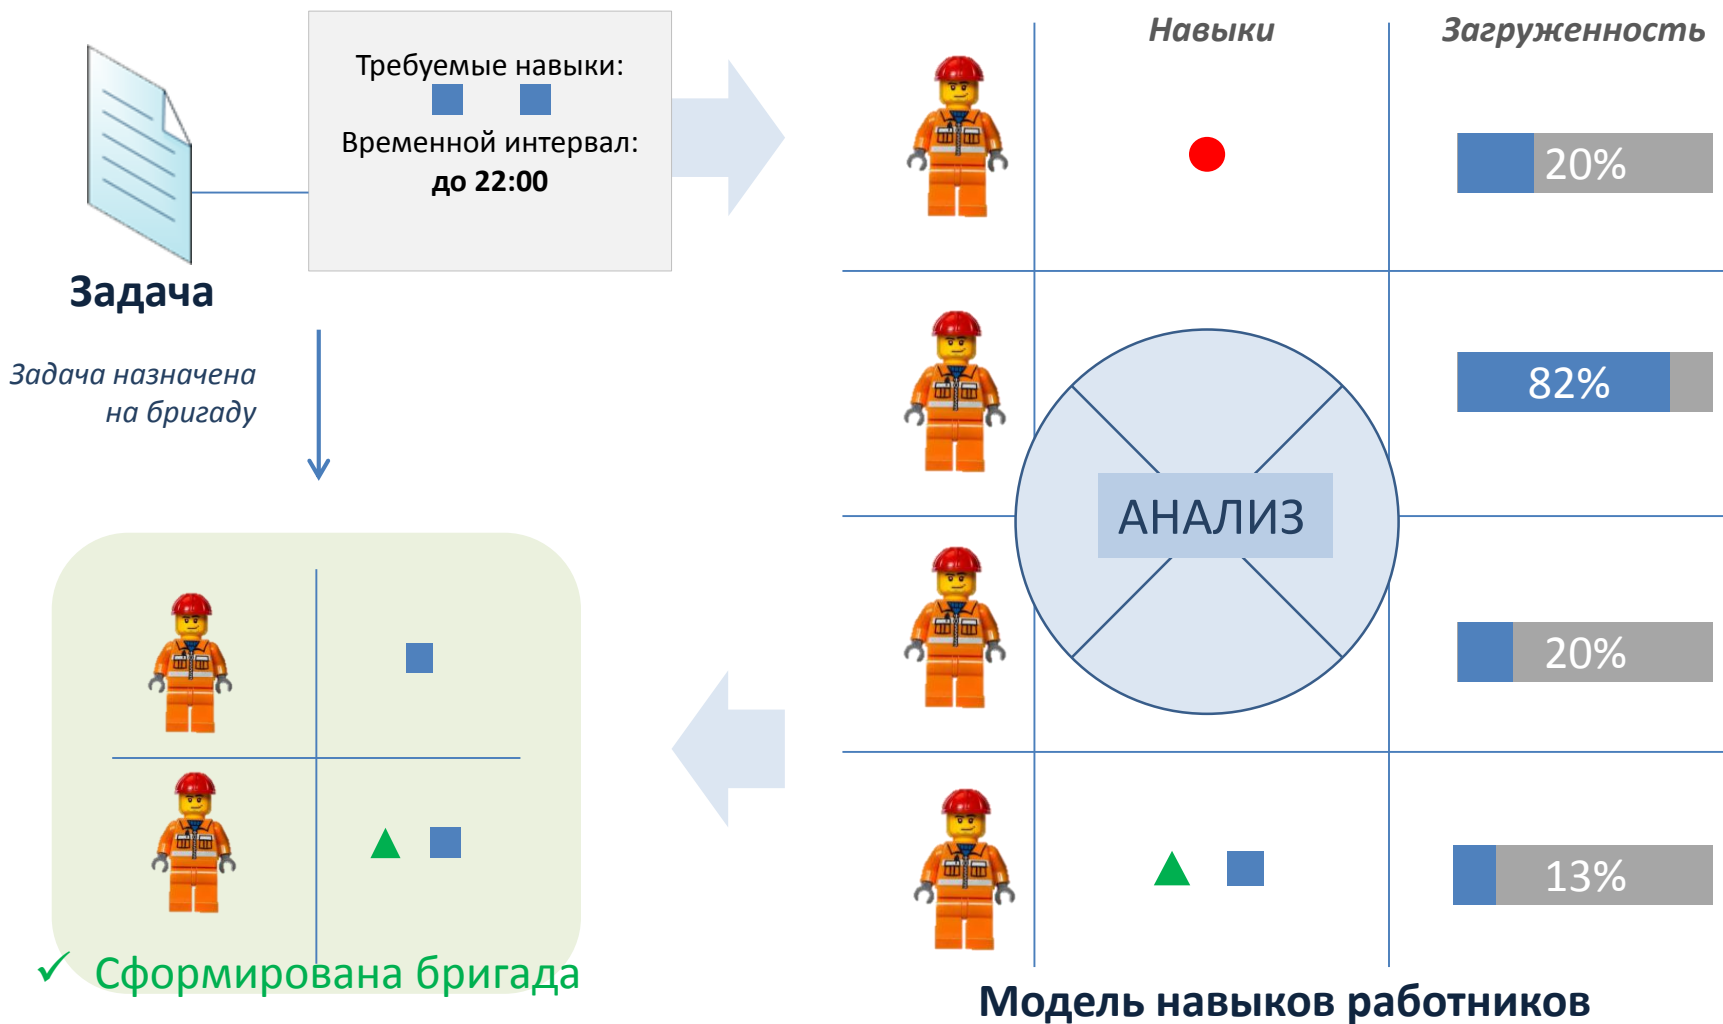 Требуемые навыки:
Временной интервал:
до 22:00
Задача
Задача назначена
на бригаду
Сформирована бригада
Навыки
Загруженность
20%
82%
АНАЛИЗ
20%
13%
Модель навыков работников